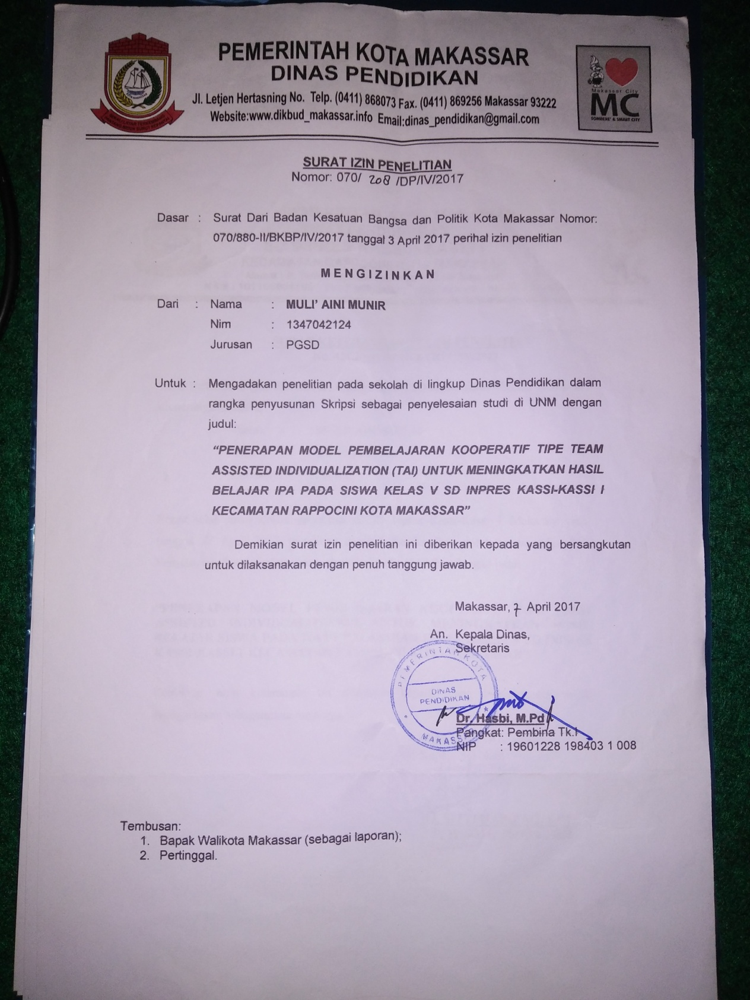 PEMERINTAH KOTA MAKASSAR
DINAS PENDIDIKAN
Jl. Letjen Hertasning No. Telp. (0411) 868073 Fax. (0411) 869256 Makassar 93222
Website:www.dikbud_makassar.info Email:dinas_pendidikan@gmail.com
KOTA MAKASSAR
Makassar City
MC
SOMBERE' & SMART CITY
SURAT IZIN PENELITIAN
Nomor: 070/ 208 /DP/IV/2017
Dasar : Surat Dari Badan Kesatuan Bangsa dan Politik Kota Makassar Nomor:
070/880-II/BKBP/IV/2017 tanggal 3 April 2017 perihal izin penelitian
MENGIZINKAN
Dari : Nama : MULI' AINI MUNIR
Nim : 1347042124
Jurusan : PGSD
Untuk : Mengadakan penelitian pada sekolah di lingkup Dinas Pendidikan dalam
rangka penyusunan Skripsi sebagai penyelesaian studi di UNM dengan
judul:
"PENERAPAN MODEL PEMBELAJARAN KOOPERATIF TIPE TEAM
ASSISTED INDIVIDUALIZATION (TAI) UNTUK MENINGKATKAN HASIL
BELAJAR IPA PADA SISWA KELAS V SD INPRES KASSI-KASSI I
KECAMATAN RAPPOCINI KOTA MAKASSAR"
Demikian surat izin penelitian ini diberikan kepada yang bersangkutan
untuk dilaksanakan dengan penuh tanggung jawab.
Makassar, 7 April 2017
An. Kepala Dinas,
Sekretaris
PEMERINTAH KOTA
DINAS
PENDIDIKAN
MAKASSAR
Dr. Hasbi, M.Pd
Pangkat: Pembina Tk.I
NIP : 19601228 198403 1 008
Tembusan:
1. Bapak Walikota Makassar (sebagai laporan);
2. Pertinggal.